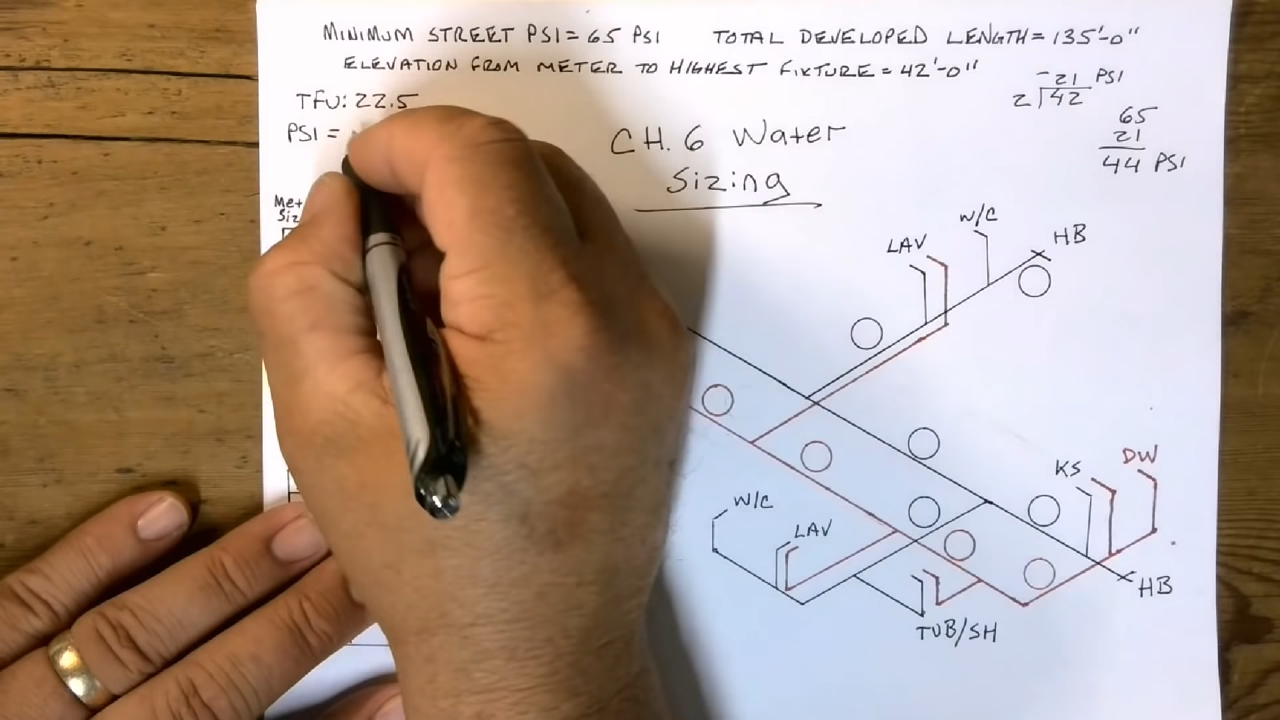 MINIMUM STREET PSI = 65 PSI TOTAL DEVELOPED LENGTH = 135'-0"
ELEVATION FROM METER TO HIGHEST FIXTURE = 42'-0"
21 PSI
2 42
TFU: 22.5
65
PSI =
21
CH. 6 Water
44 PSI
Sizing
W/C
LAV
HB
KS
DW
W/C
LAV
HB
TUB/SH